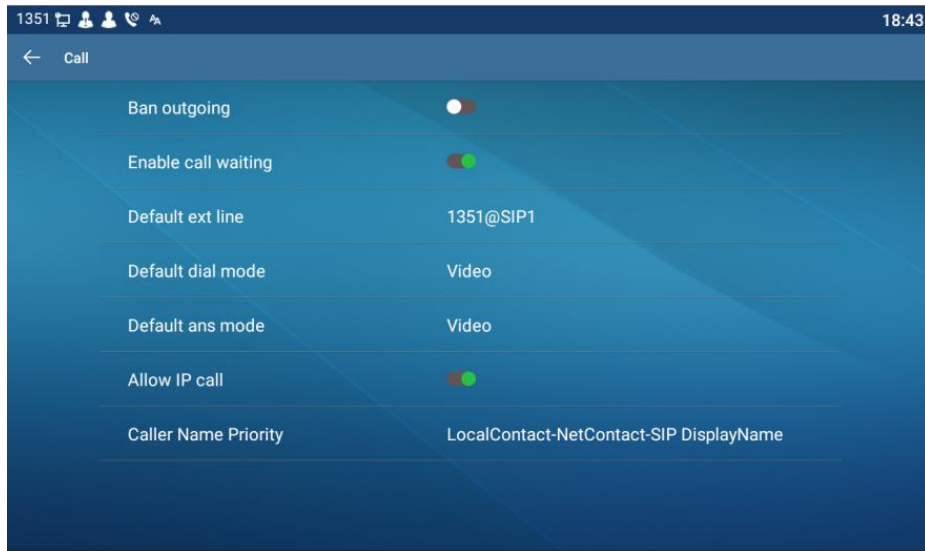 1351 18:43
Call
Ban outgoing
Enable call waiting
Default ext line 1351@SIP1
Default dial mode Video
Default ans mode Video
Allow IP call
Caller Name Priority LocalContact-NetContact-SIP DisplayName